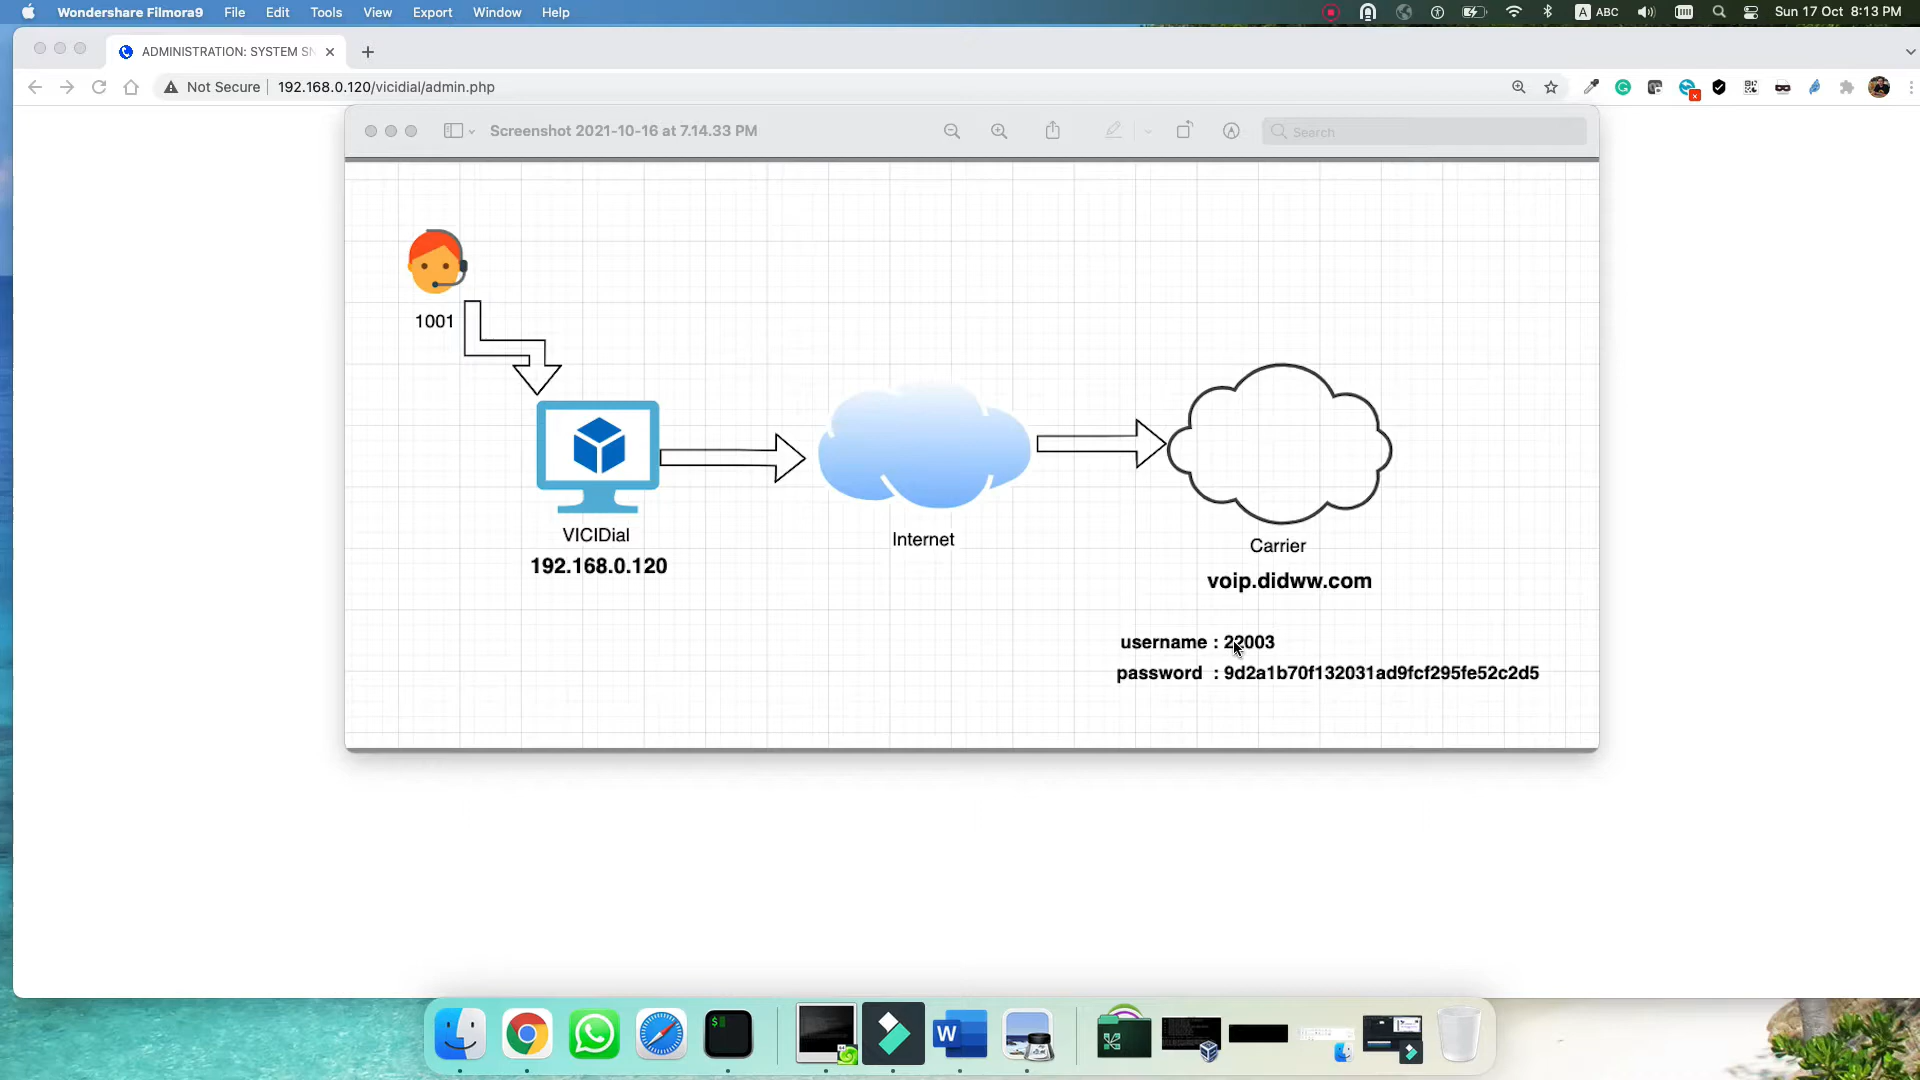 Wondershare Filmora9 File Edit Tools View Export Window Help
A ABC Sun 17 Oct 8:13 PM
ADMINISTRATION: SYSTEM SN
Not Secure 192.168.0.120/vicidial/admin.php
Screenshot 2021-10-16 at 7.14.33 PM
Search
1001
VICIDial
192.168.0.120
Internet
Carrier
voip.didww.com
username : 22003
password : 9d2a1b70f132031ad9fcf295fe52c2d5
$
W